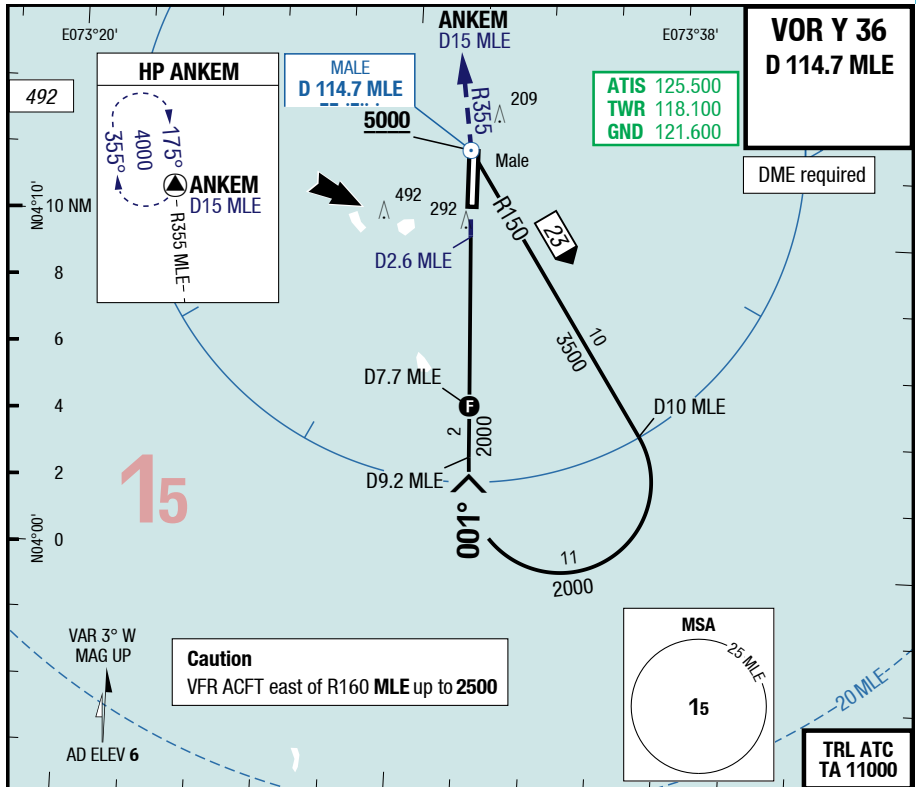 E073°20'
ANKEM
D15 MLE
E073°38'
VOR Y 36
D 114.7 MLE
492
HP ANKEM
MALE
D 114.7 MLE
ATIS 125.500
TWR 118.100
GND 121.600
5000
R355
209
Male
DME required
175°
4000
355°
ANKEM
D15 MLE
R355 MLE
N04°10'
10 NM
492
292
R150
23
D2.6 MLE
8
6
10
3500
D7.7 MLE
F
4
D10 MLE
2
2000
D9.2 MLE
2
15
001°
N04°00'
0
11
2000
VAR 3° W
MAG UP
AD ELEV 6
Caution
VFR ACFT east of R160 MLE up to 2500
MSA
25 MLE
15
20 MLE
TRL ATC
TA 11000